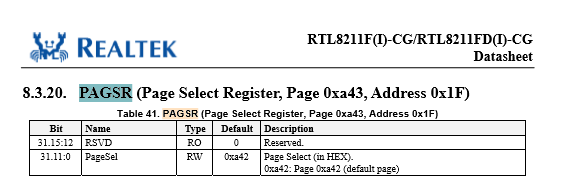 REALTEK
RTL8211F(I)-CG/RTL8211FD(I)-CG
Datasheet
8.3.20. PAGSR (Page Select Register, Page 0xa43, Address 0x1F)
Table 41. PAGSR (Page Select Register, Page 0xa43, Address 0x1F)
Bit Name Type Default Description
31.15:12 RSVD RO 0 Reserved.
31.11:0 PageSel RW 0xa42 Page Select (in HEX).
0xa42: Page 0xa42 (default page)